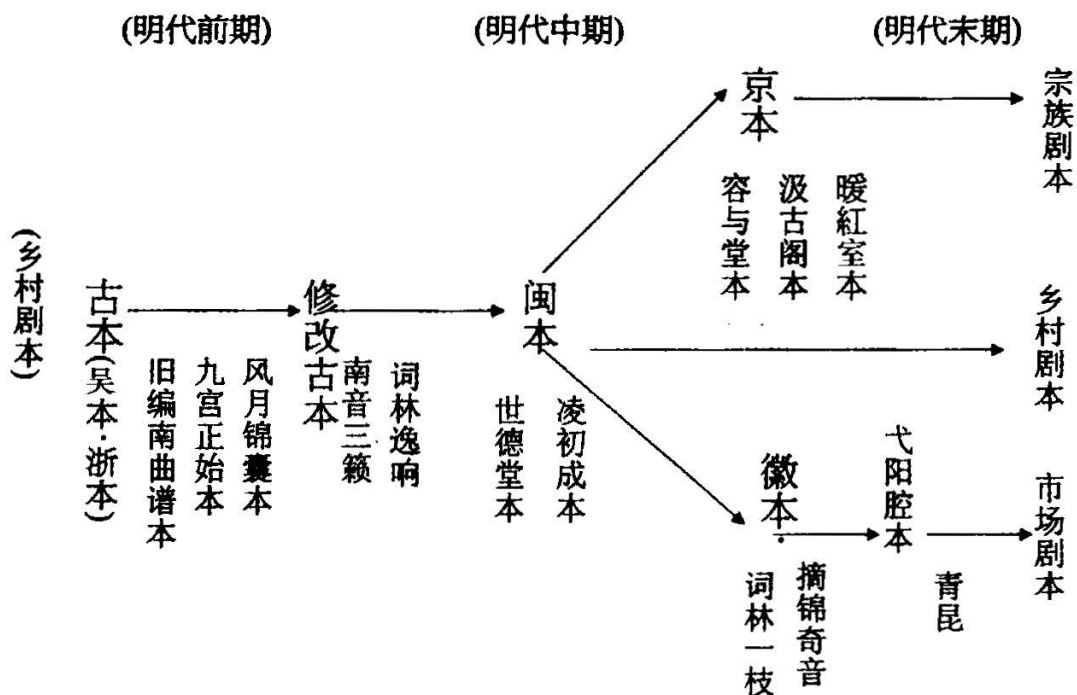 (明代前期)
(明代中期)
(明代末期)
(乡村剧本)
古本(吴本·浙本)
旧编南曲谱本
九宫正始本
风月锦囊本
修改古本
南音三籁
词林逸响
闽本
世德堂本
凌初成本
京本
容与堂本
汲古阁本
暖紅室本
宗族剧本
乡村剧本
徽本·
词林一枝
摘锦奇音
弋阳腔本
青昆
市场剧本